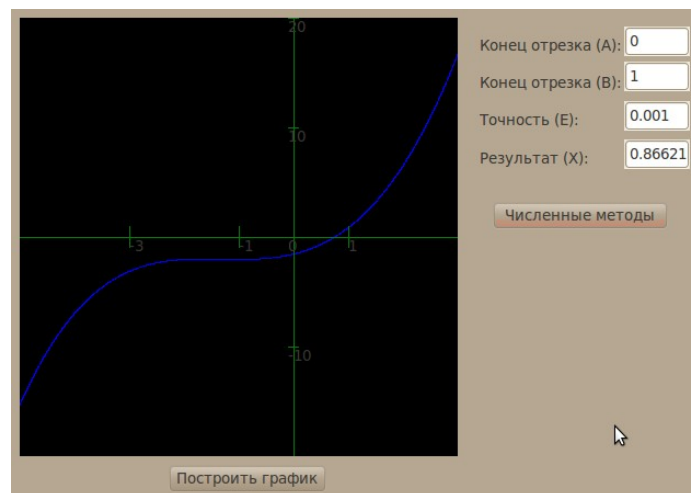 20
10
-3
-1
0
1
-10
Построить график
Конец отрезка (A): 0
Конец отрезка (B): 1
Точность (E): 0.001
Результат (X): 0.86621
Численные методы